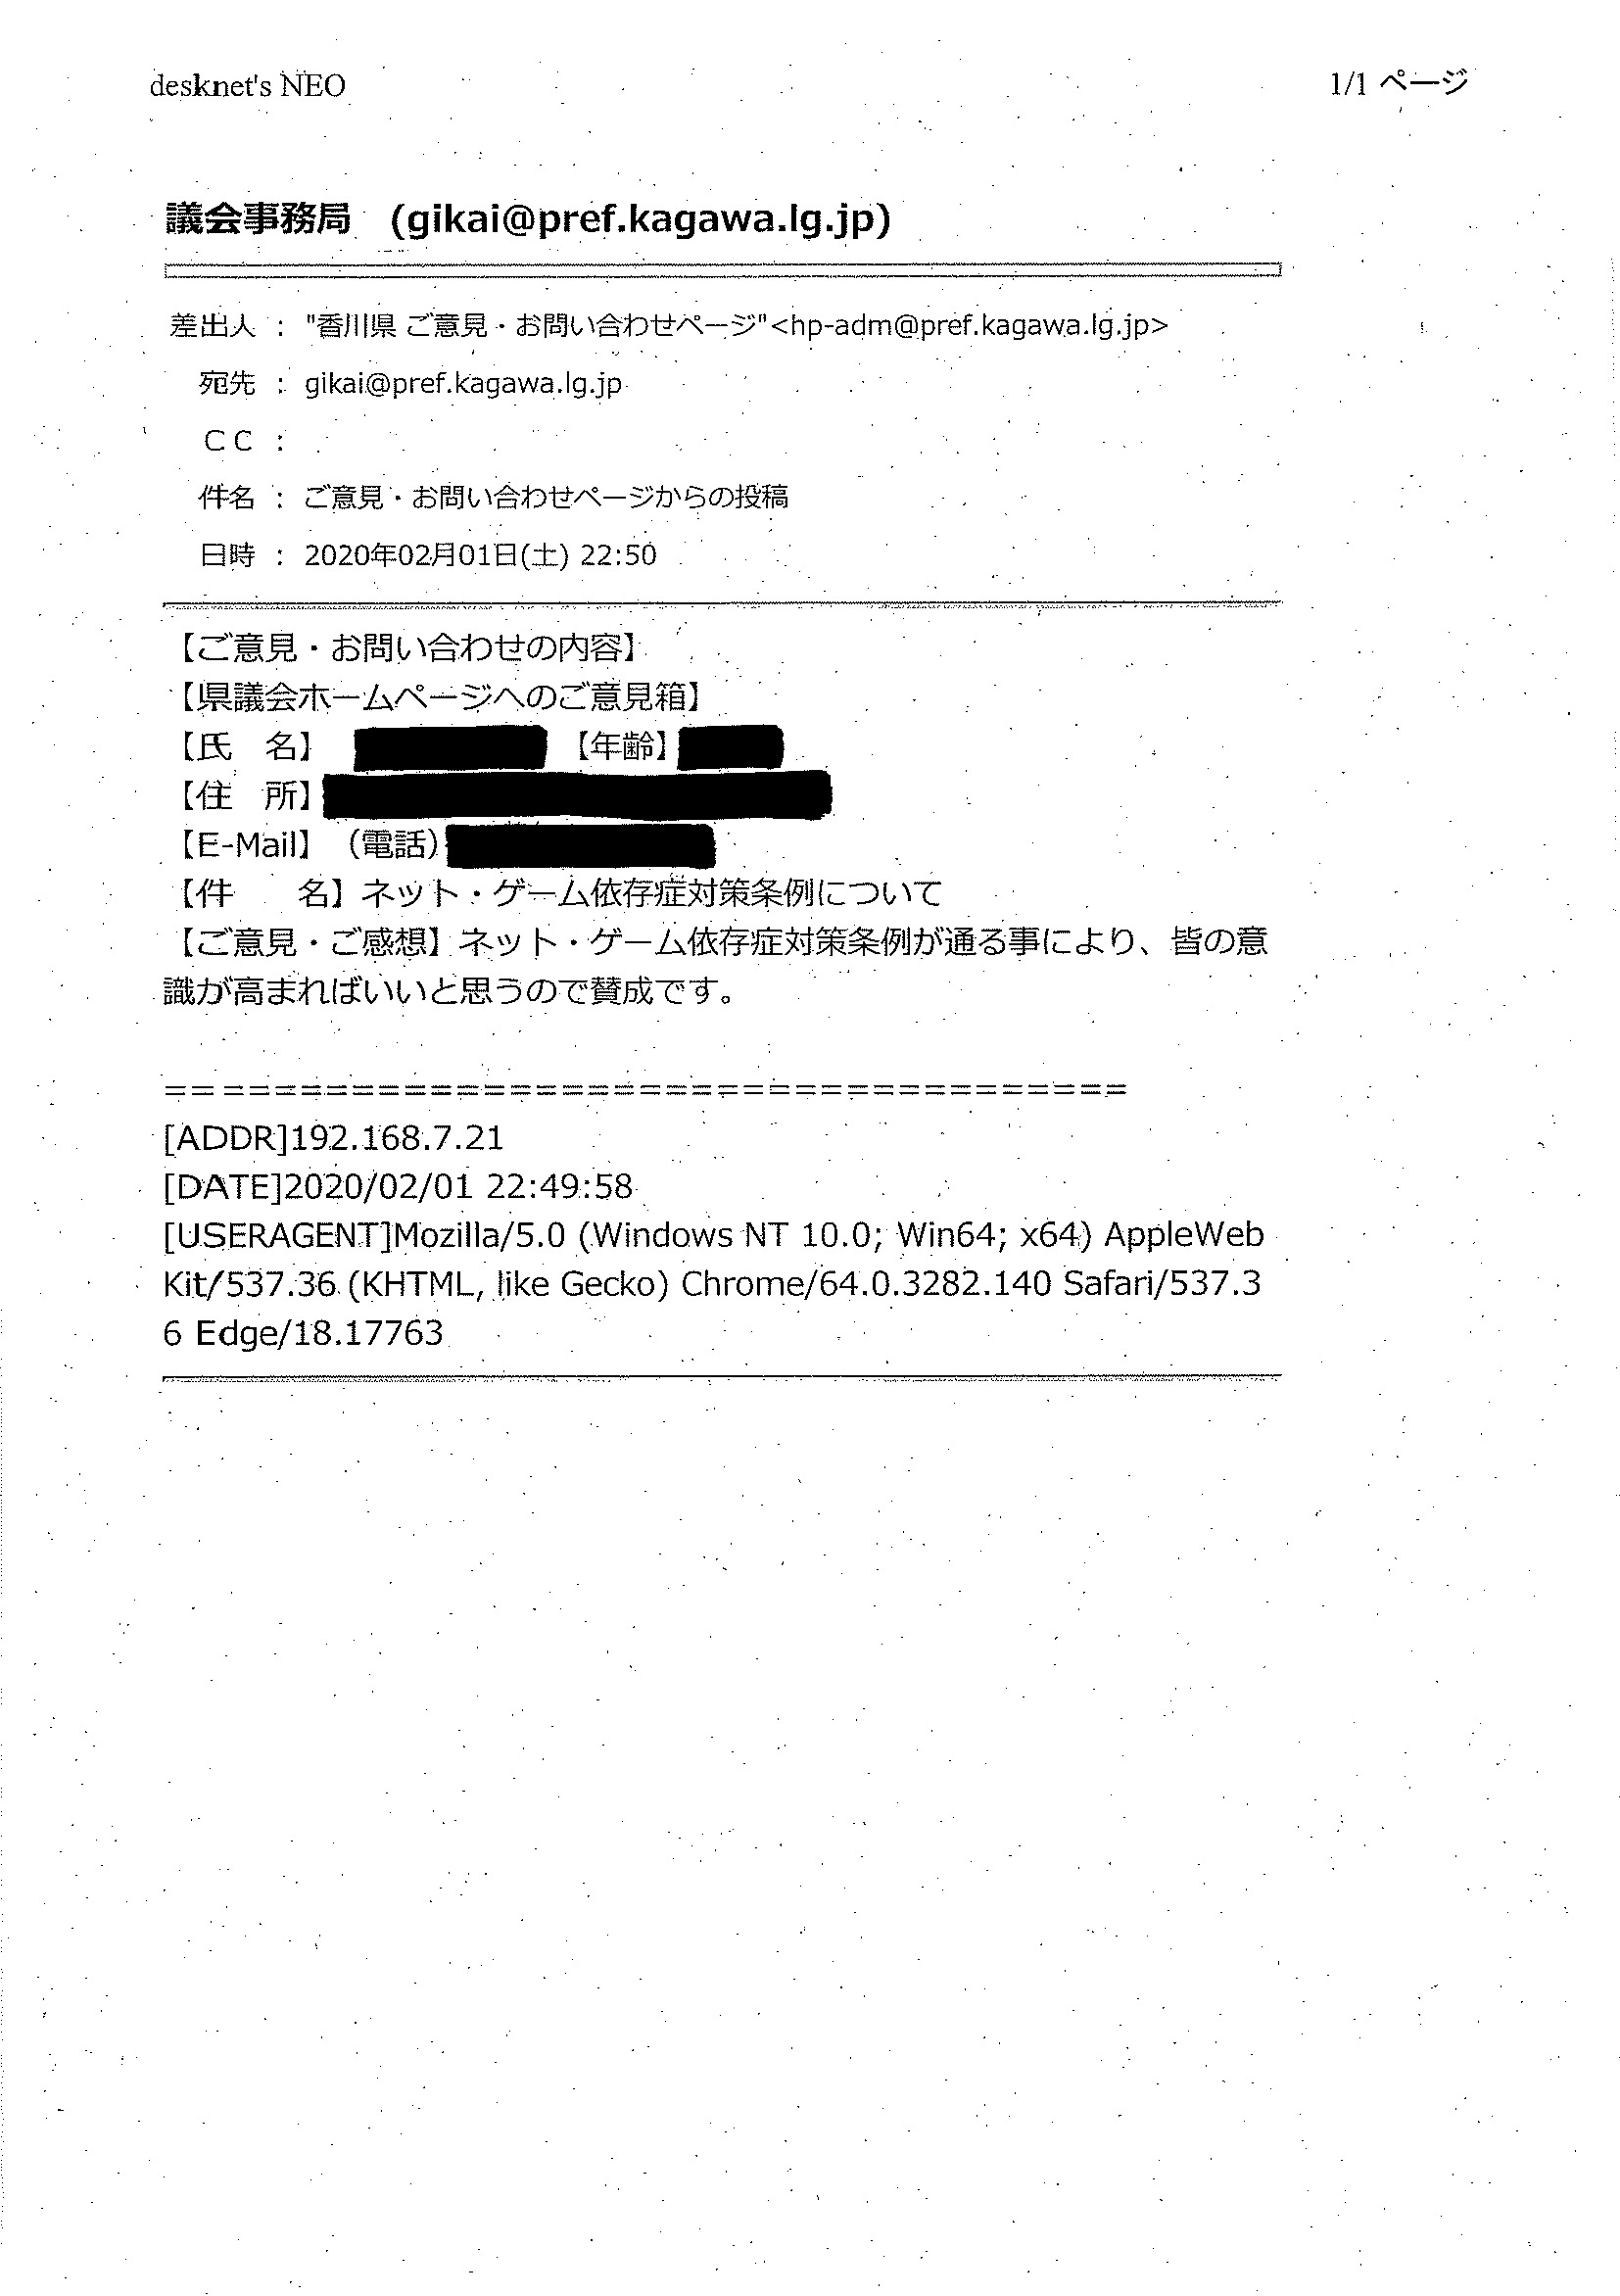 desknet's NEO
1/1 ページ
議会事務局　(gikai@pref.kagawa.lg.jp)
差出人 : "香川県 ご意見・お問い合わせページ"<hp-adm@pref.kagawa.lg.jp>
宛先 : gikai@pref.kagawa.lg.jp
ＣＣ :
件名 : ご意見・お問い合わせページからの投稿
日時 : 2020年02月01日(土) 22:50
【ご意見・お問い合わせの内容】
【県議会ホームページへのご意見箱】
【氏　名】　【年齢】
【住　所】
【E-Mail】（電話）
【件　　名】ネット・ゲーム依存症対策条例について
【ご意見・ご感想】ネット・ゲーム依存症対策条例が通る事により、皆の意
識が高まればいいと思うので賛成です。
=====================================
[ADDR]192.168.7.21
[DATE]2020/02/01 22:49:58
[USERAGENT]Mozilla/5.0 (Windows NT 10.0; Win64; x64) AppleWeb
Kit/537.36 (KHTML, like Gecko) Chrome/64.0.3282.140 Safari/537.3
6 Edge/18.17763